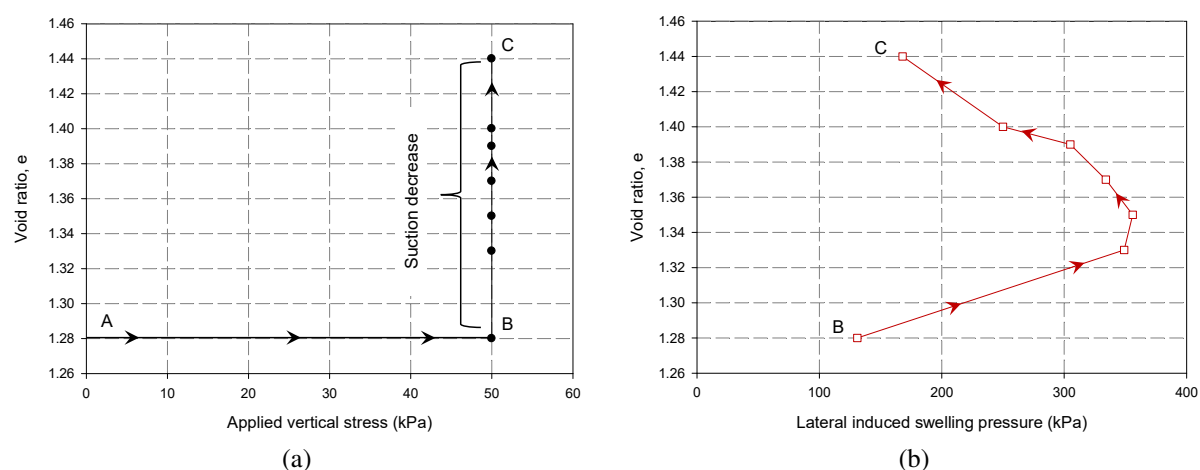 1.46
1.44
1.42
1.40
1.38
1.36
1.34
1.32
1.30
1.28
1.26
Void ratio, e
A
B
C
Suction decrease
0 10 20 30 40 50 60
Applied vertical stress (kPa)
(a)
1.46
1.44
1.42
1.40
1.38
1.36
1.34
1.32
1.30
1.28
1.26
Void ratio, e
C
B
0 100 200 300 400
Lateral induced swelling pressure (kPa)
(b)